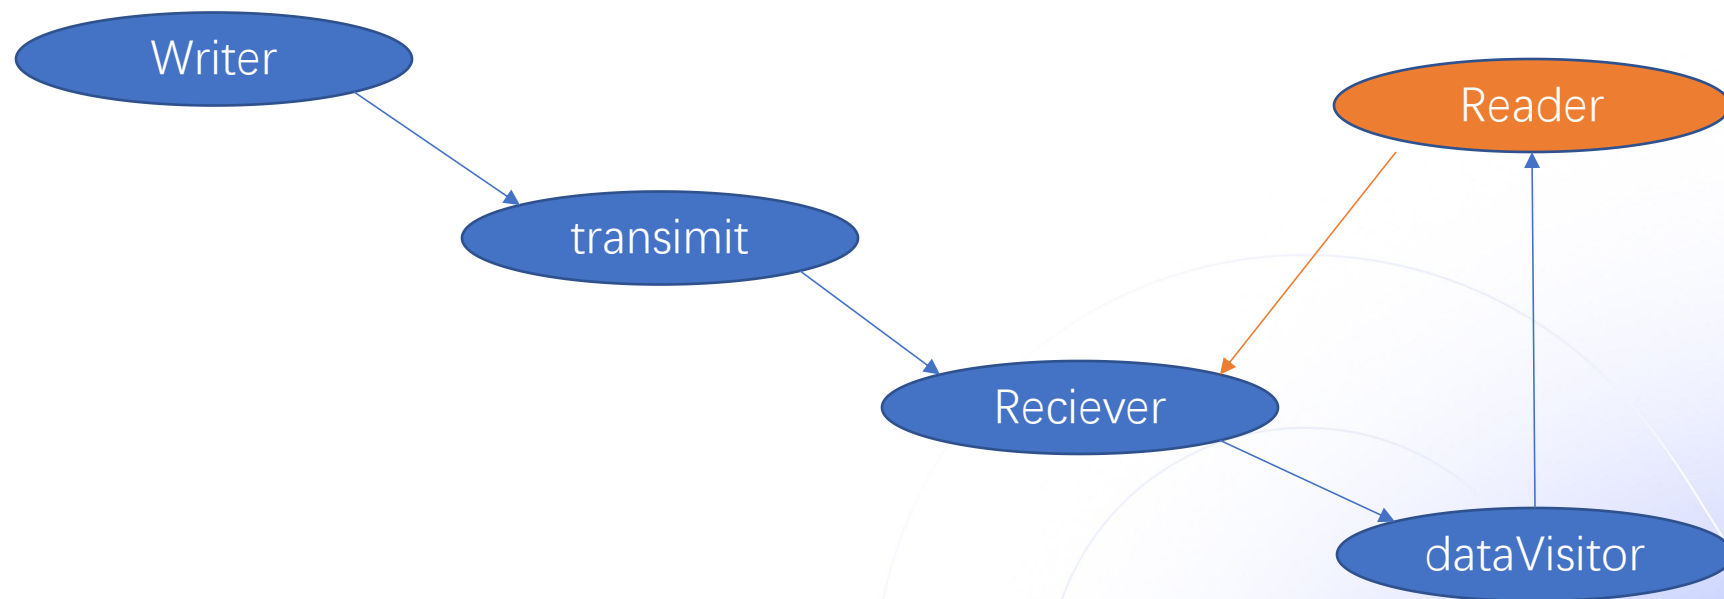 Writer
Reader
transimit
Reciever
dataVisitor